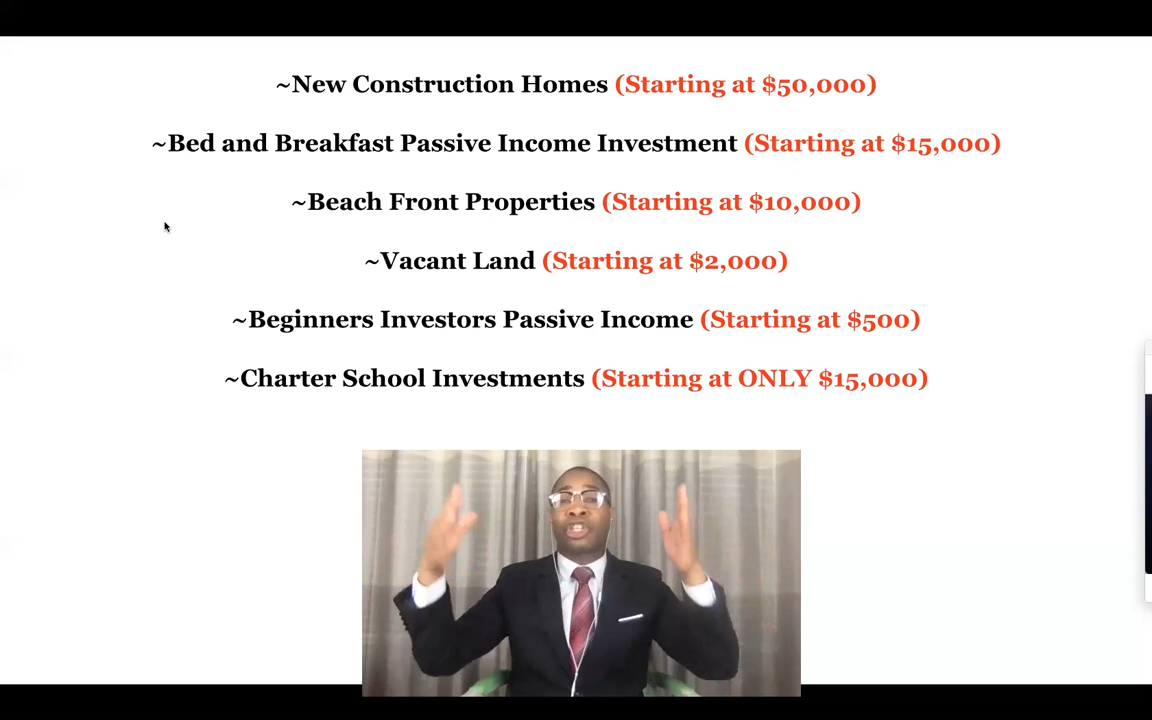 ~New Construction Homes (Starting at $50,000)
~Bed and Breakfast Passive Income Investment (Starting at $15,000)
~Beach Front Properties (Starting at $10,000)
~Vacant Land (Starting at $2,000)
~Beginners Investors Passive Income (Starting at $500)
~Charter School Investments (Starting at ONLY $15,000)